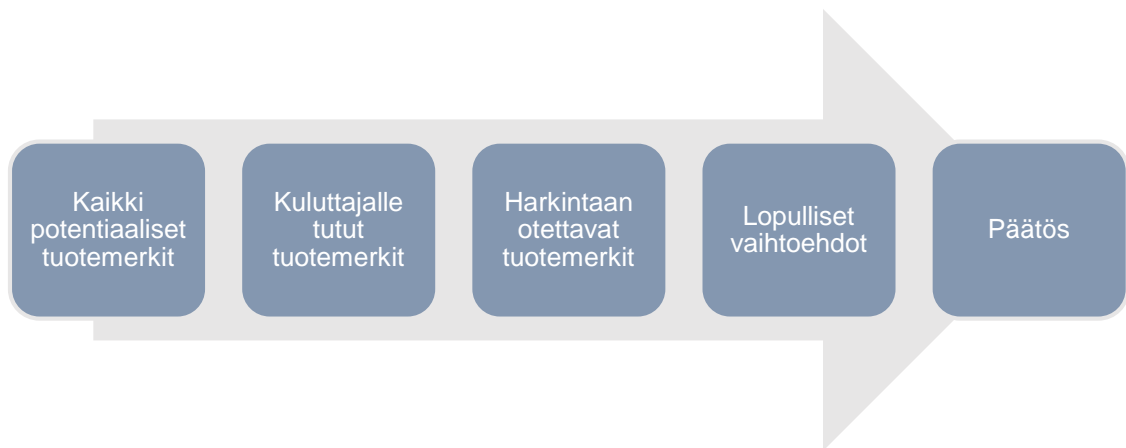 Kaikki
potentiaaliset
tuotemerkit
Kuluttajalle
tutut
tuotemerkit
Harkintaan
otettavat
tuotemerkit
Lopulliset
vaihtoehdot
Päätös